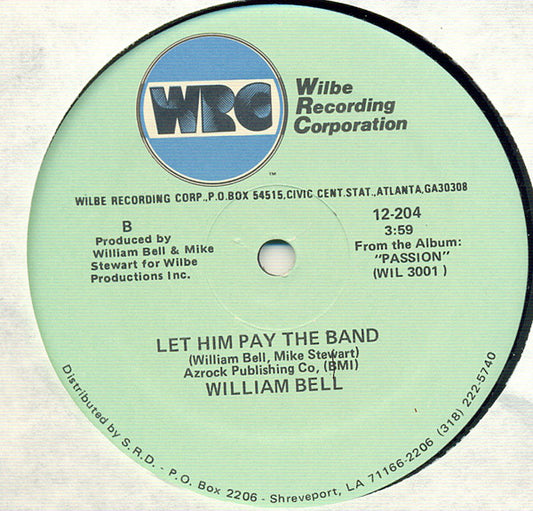 WRC
Wilbe
Recording
Corporation
™
WILBE RECORDING CORP.,P.O.BOX 54515,CIVIC CENT.STAT.,ATLANTA,GA30308
B
Produced by
William Bell & Mike
Stewart for Wilbe
Productions Inc.
12-204
3:59
From the Album:
"PASSION"
(WIL 3001 )
LET HIM PAY THE BAND
(William Bell, Mike Stewart)
Azrock Publishing Co, (BMI)
WILLIAM BELL
Distributed by S.R.D. - P.O. Box 2206 - Shreveport, LA 71166-2206 (318) 222-5740